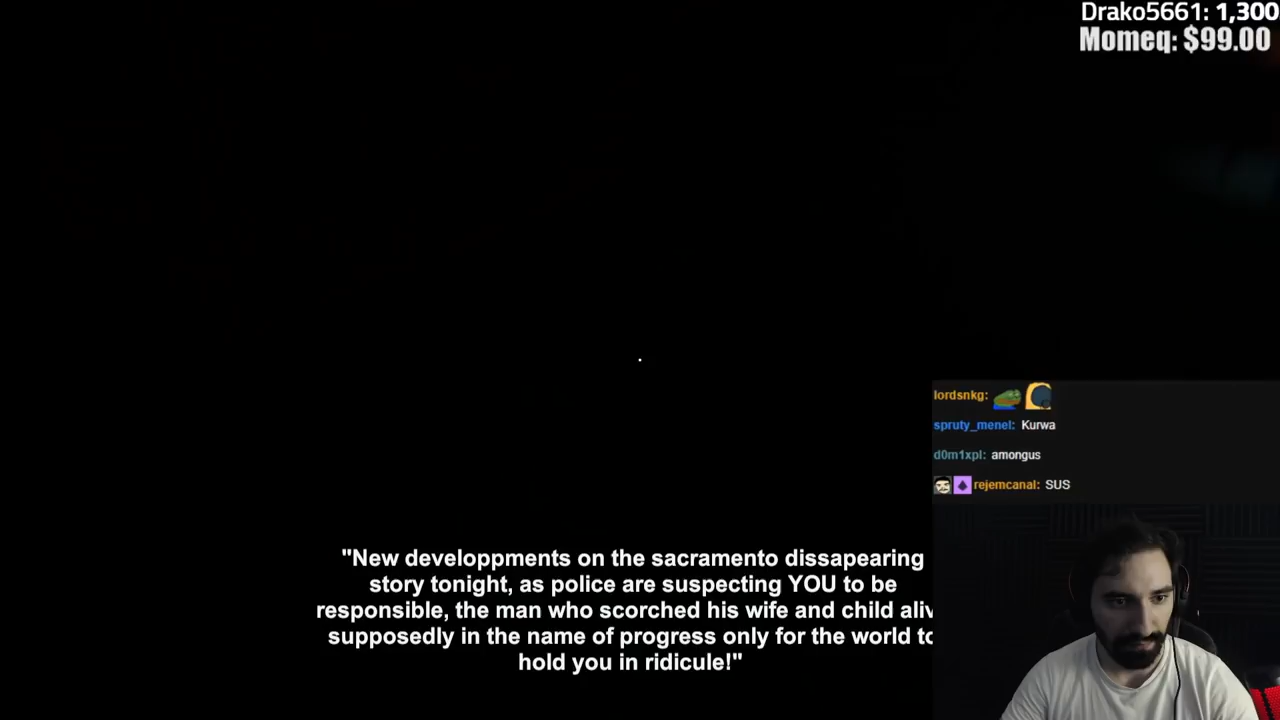 Drako5661: 1,300
Momeq: $99.00
lordsnkg:
spruty_menel: Kurwa
d0m1xpl: amongus
rejemcanal: SUS
"New developpments on the sacramento dissapearing
story tonight, as police are suspecting YOU to be
responsible, the man who scorched his wife and child aliv
supposedly in the name of progress only for the world to
hold you in ridicule!"